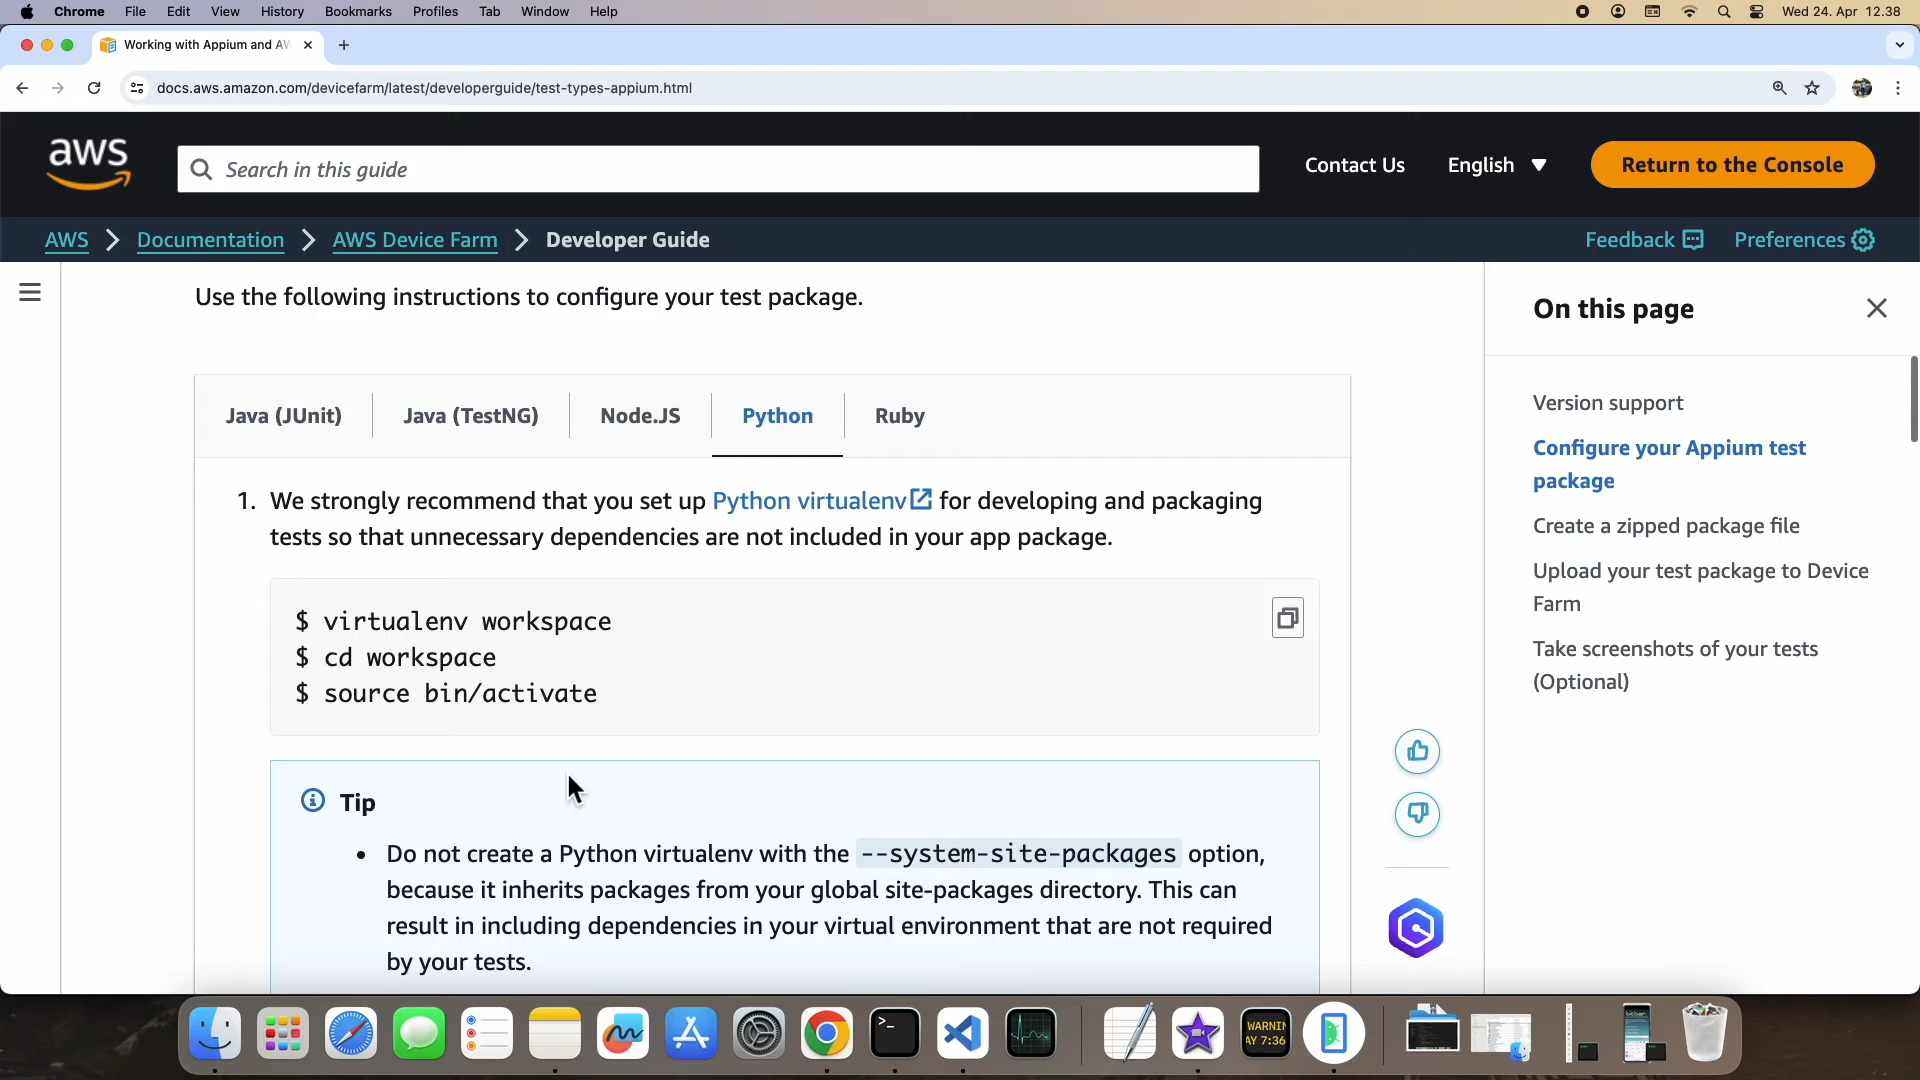 Chrome File Edit View History Bookmarks Profiles Tab Window Help
Wed 24. Apr 12.38
Working with Appium and AW
docs.aws.amazon.com/devicefarm/latest/developerguide/test-types-appium.html
aws
Search in this guide
Contact Us
English
Return to the Console
AWS > Documentation > AWS Device Farm > Developer Guide
Feedback
Preferences
Use the following instructions to configure your test package.
Java (JUnit)
Java (TestNG)
Node.JS
Python
Ruby
1. We strongly recommend that you set up Python virtualenv for developing and packaging
tests so that unnecessary dependencies are not included in your app package.
$ virtualenv workspace
$ cd workspace
$ source bin/activate
Tip
• Do not create a Python virtualenv with the --system-site-packages option,
because it inherits packages from your global site-packages directory. This can
result in including dependencies in your virtual environment that are not required
by your tests.
On this page
Version support
Configure your Appium test
package
Create a zipped package file
Upload your test package to Device
Farm
Take screenshots of your tests
(Optional)
WARNIN
AY 7:36